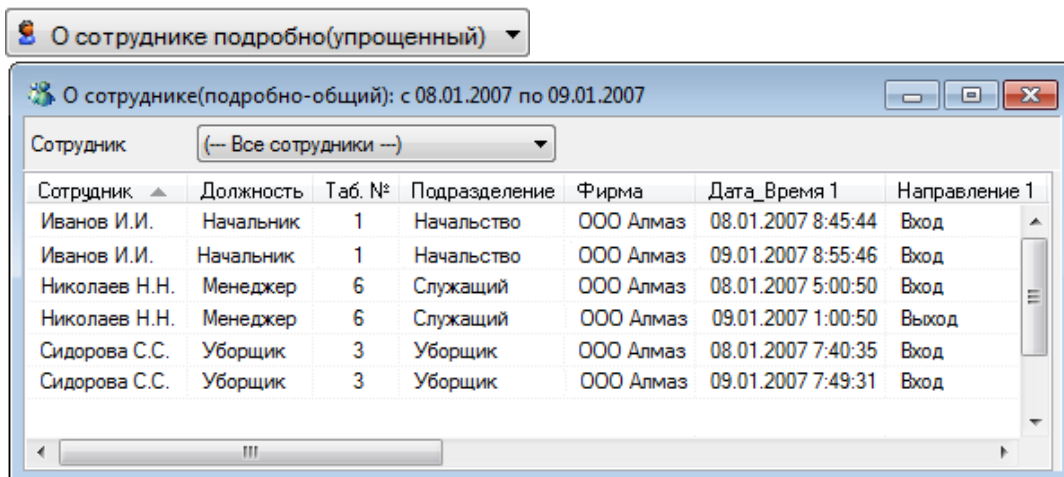 О сотруднике подробно(упрощенный)
О сотруднике(подробно-общий): с 08.01.2007 по 09.01.2007
Сотрудник (--- Все сотрудники ---)
Сотрудник Должность Таб. № Подразделение Фирма Дата_Время 1 Направление 1
Иванов И.И. Начальник 1 Начальство ООО Алмаз 08.01.2007 8:45:44 Вход
Иванов И.И. Начальник 1 Начальство ООО Алмаз 09.01.2007 8:55:46 Вход
Николаев Н.Н. Менеджер 6 Служащий ООО Алмаз 08.01.2007 5:00:50 Вход
Николаев Н.Н. Менеджер 6 Служащий ООО Алмаз 09.01.2007 1:00:50 Выход
Сидорова С.С. Уборщик 3 Уборщик ООО Алмаз 08.01.2007 7:40:35 Вход
Сидорова С.С. Уборщик 3 Уборщик ООО Алмаз 09.01.2007 7:49:31 Вход